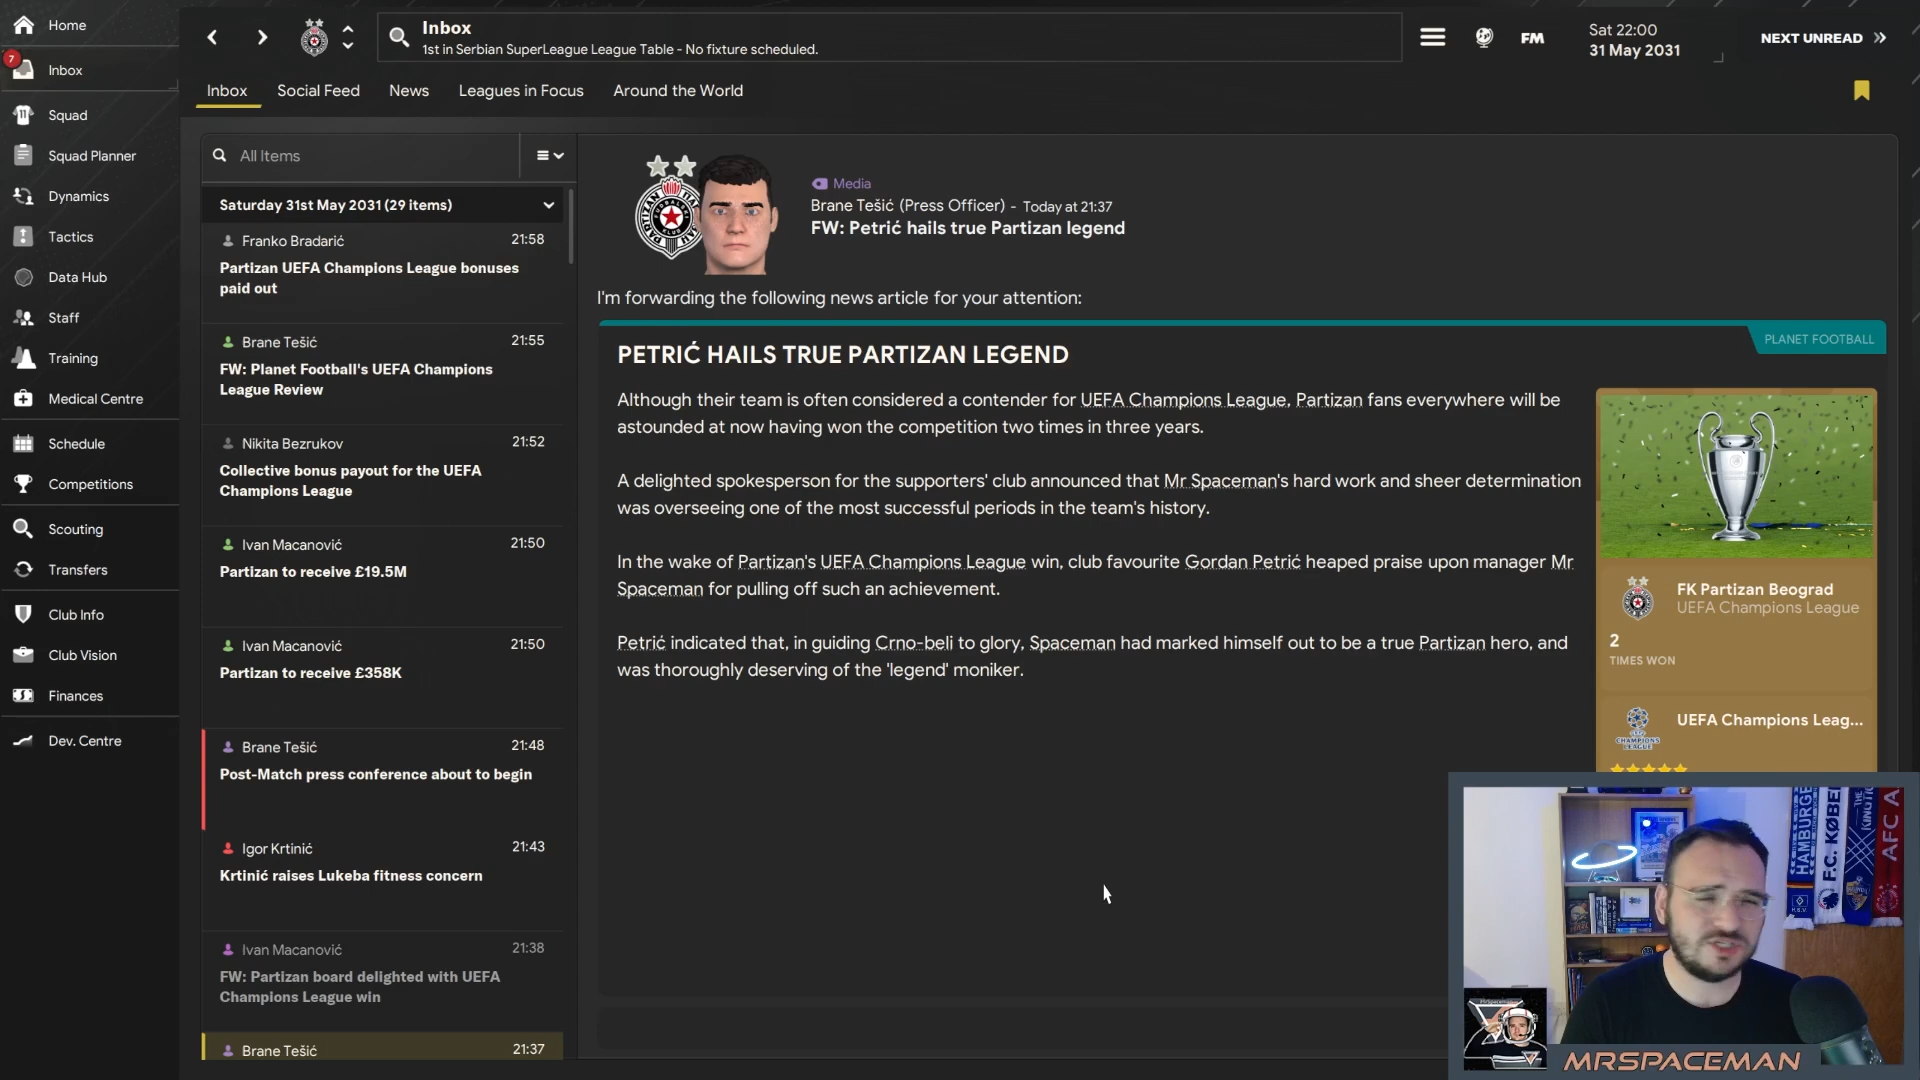 Home
7
Inbox
Squad
Squad Planner
Dynamics
Tactics
Data Hub
Staff
Training
Medical Centre
Schedule
Competitions
Scouting
Transfers
Club Info
Club Vision
Finances
Dev. Centre
Inbox
1st in Serbian SuperLeague League Table - No fixture scheduled.
FM
Sat 22:00
31 May 2031
NEXT UNREAD
Inbox
Social Feed
News
Leagues in Focus
Around the World
All Items
Saturday 31st May 2031 (29 items)
Franko Bradarić 21:58
Partizan UEFA Champions League bonuses
paid out
Brane Tešić 21:55
FW: Planet Football's UEFA Champions
League Review
Nikita Bezrukov 21:52
Collective bonus payout for the UEFA
Champions League
Ivan Macanović 21:50
Partizan to receive £19.5M
Ivan Macanović 21:50
Partizan to receive £358K
Brane Tešić 21:48
Post-Match press conference about to begin
Igor Krtinić 21:43
Krtinić raises Lukeba fitness concern
Ivan Macanović 21:38
FW: Partizan board delighted with UEFA
Champions League win
Brane Tešić 21:37
Media
Brane Tešić (Press Officer) - Today at 21:37
FW: Petrić hails true Partizan legend
I'm forwarding the following news article for your attention:
PLANET FOOTBALL
PETRIĆ HAILS TRUE PARTIZAN LEGEND
Although their team is often considered a contender for UEFA Champions League, Partizan fans everywhere will be
astounded at now having won the competition two times in three years.
A delighted spokesperson for the supporters' club announced that Mr Spaceman's hard work and sheer determination
was overseeing one of the most successful periods in the team's history.
In the wake of Partizan's UEFA Champions League win, club favourite Gordan Petrić heaped praise upon manager Mr
Spaceman for pulling off such an achievement.
Petrić indicated that, in guiding Crno-beli to glory, Spaceman had marked himself out to be a true Partizan hero, and
was thoroughly deserving of the 'legend' moniker.
FK Partizan Beograd
UEFA Champions League
2
TIMES WON
UEFA Champions Leag...
CHAMPIONS
LEAGUE
HAMBURGE
F.C. KØBE
AFC A
MRSPACEMAN